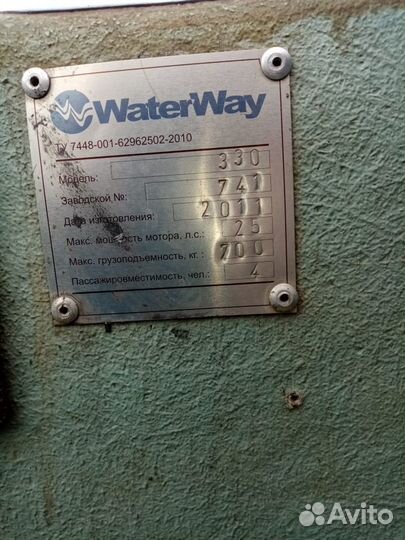 WaterWay
ТУ 7448-001-62962502-2010
Модель: 330
Заводской №: 741
Дата изготовления: 2011
Макс. мощность мотора, л.с.: 25
Макс. грузоподъемность, кг.: 700
Пассажировместимость, чел.: 4
Avito